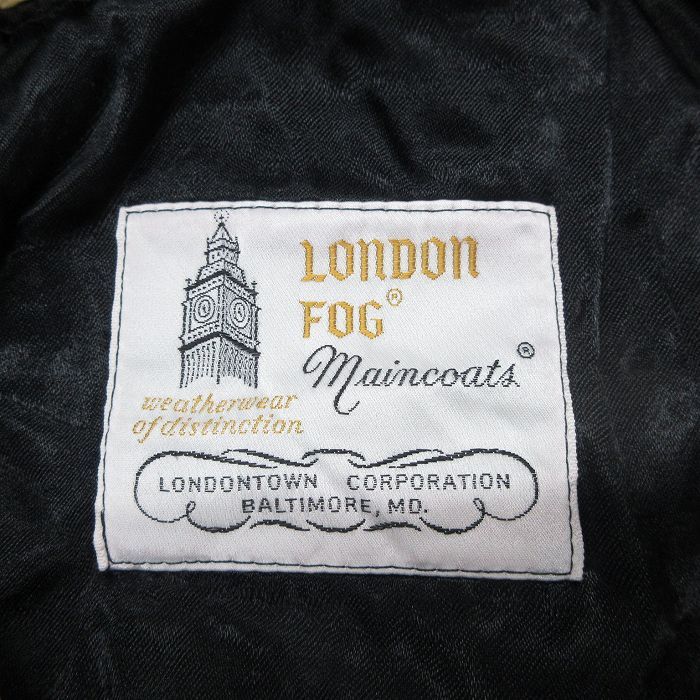 LONDON
FOG®
Maincoats®
weatherwear
of distinction
LONDONTOWN CORPORATION
BALTIMORE, MD.